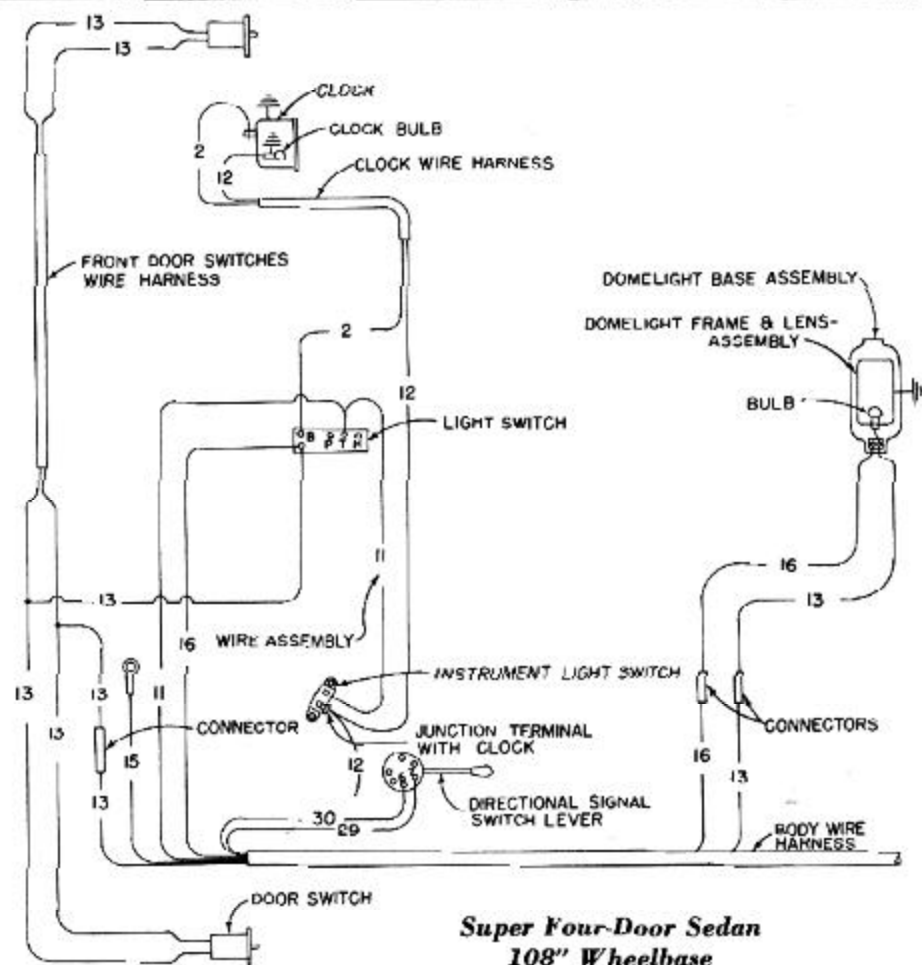 13
13
CLOCK
CLOCK BULB
2
12
CLOCK WIRE HARNESS
FRONT DOOR SWITCHES
WIRE HARNESS
DOMELIGHT BASE ASSEMBLY
2
DOMELIGHT FRAME & LENS-
ASSEMBLY
12
BULB
LIGHT SWITCH
B P T H
11
16
13
13
WIRE ASSEMBLY
16
INSTRUMENT LIGHT SWITCH
13
13
11
CONNECTOR
JUNCTION TERMINAL
WITH CLOCK
CONNECTORS
13
15
12
16
13
13
DIRECTIONAL SIGNAL
SWITCH LEVER
30
29
BODY WIRE
HARNESS
DOOR SWITCH
Super Four-Door Sedan
108" Wheelbase